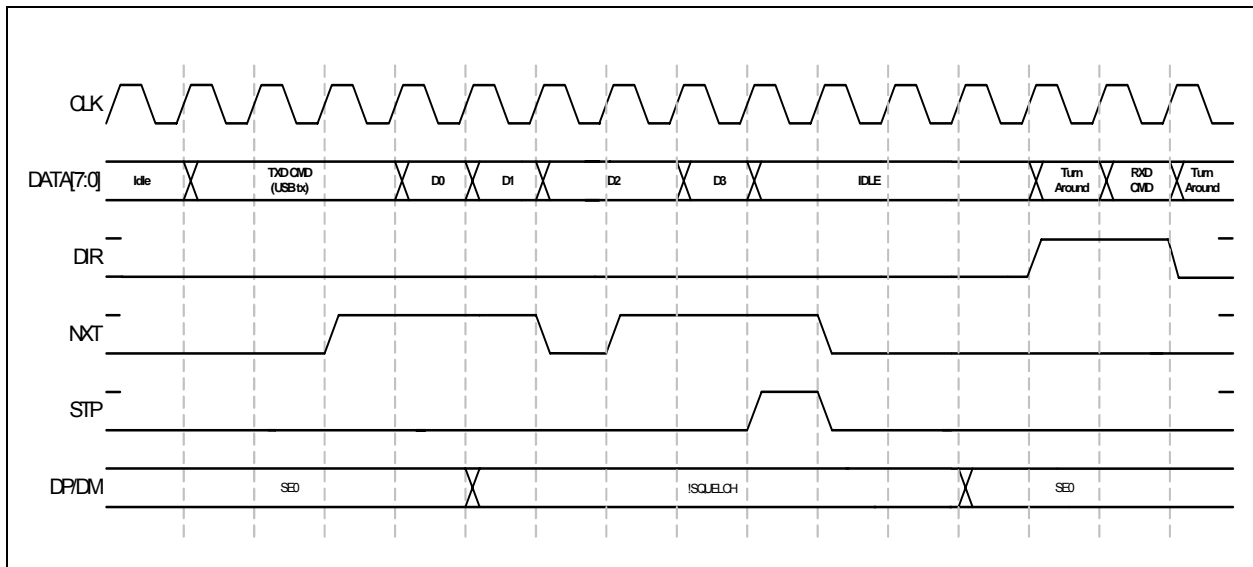 CLK
DATA[7:0]
Idle
TXD CMD
(USB tx)
D0
D1
D2
D3
IDLE
Turn
Around
RXD
CMD
Turn
Around
DIR
NXT
STP
DP/DM
SE0
!SQUELCH
SE0